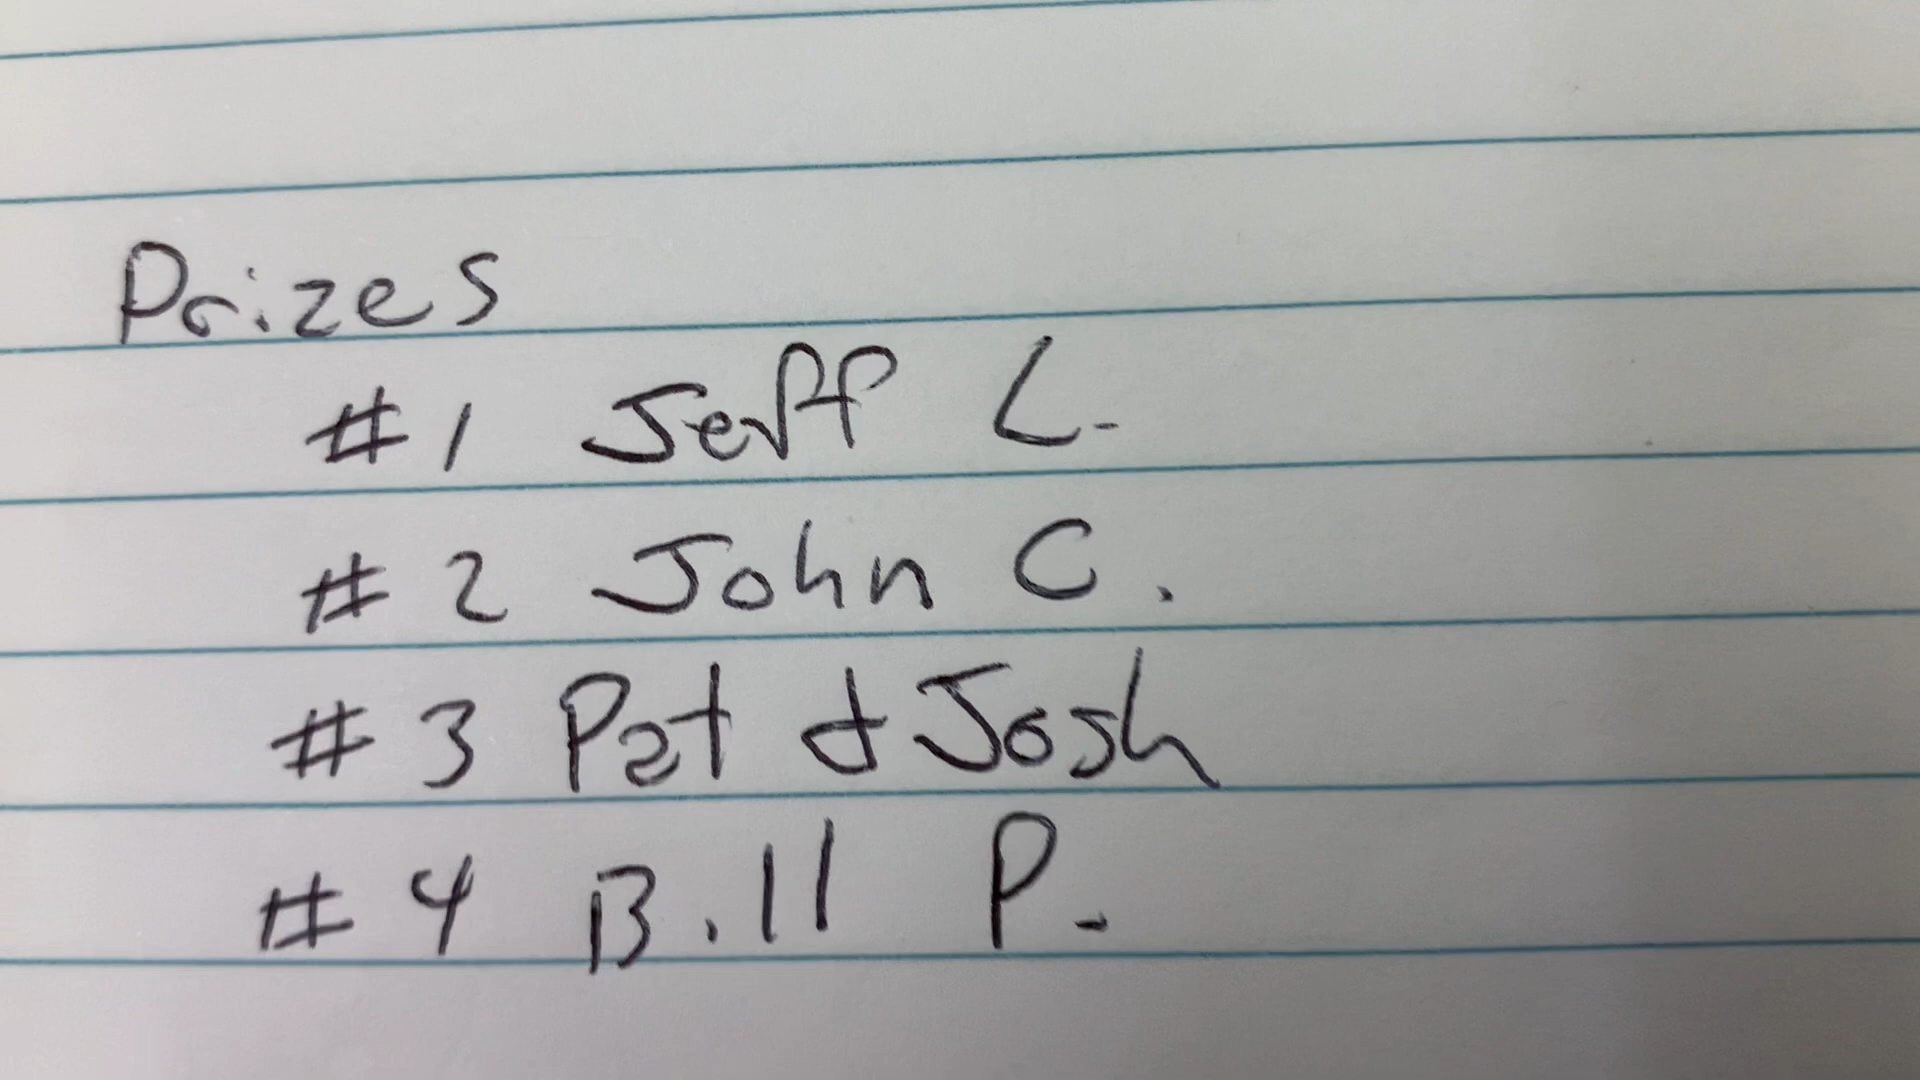 Prizes
#1 Jeff L.
#2 John C.
#3 Pat & Josh
#4 Bill P.